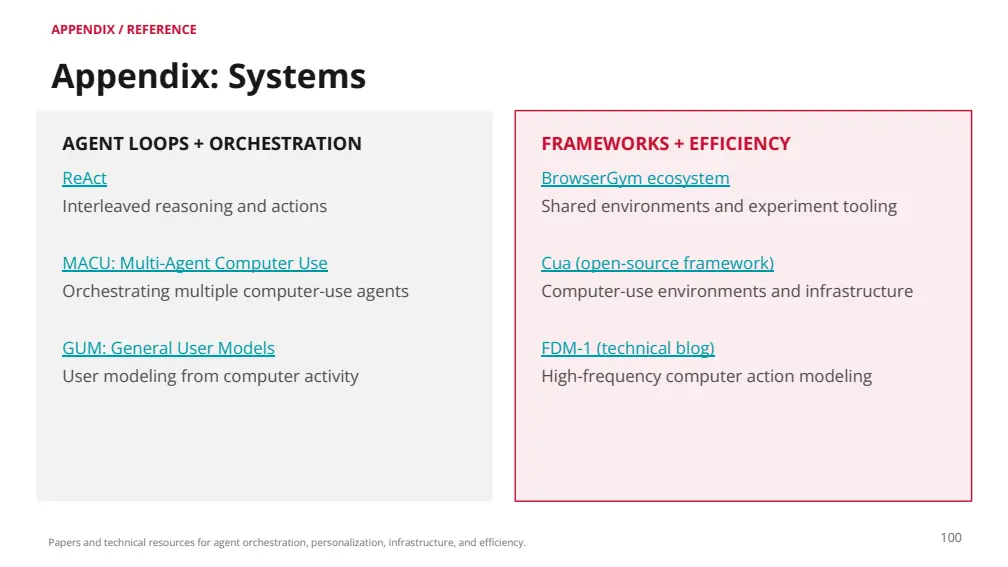 APPENDIX / REFERENCE
Appendix: Systems
AGENT LOOPS + ORCHESTRATION
ReAct
Interleaved reasoning and actions
MACU: Multi-Agent Computer Use
Orchestrating multiple computer-use agents
GUM: General User Models
User modeling from computer activity
FRAMEWORKS + EFFICIENCY
BrowserGym ecosystem
Shared environments and experiment tooling
Cua (open-source framework)
Computer-use environments and infrastructure
FDM-1 (technical blog)
High-frequency computer action modeling
Papers and technical resources for agent orchestration, personalization, infrastructure, and efficiency.
100